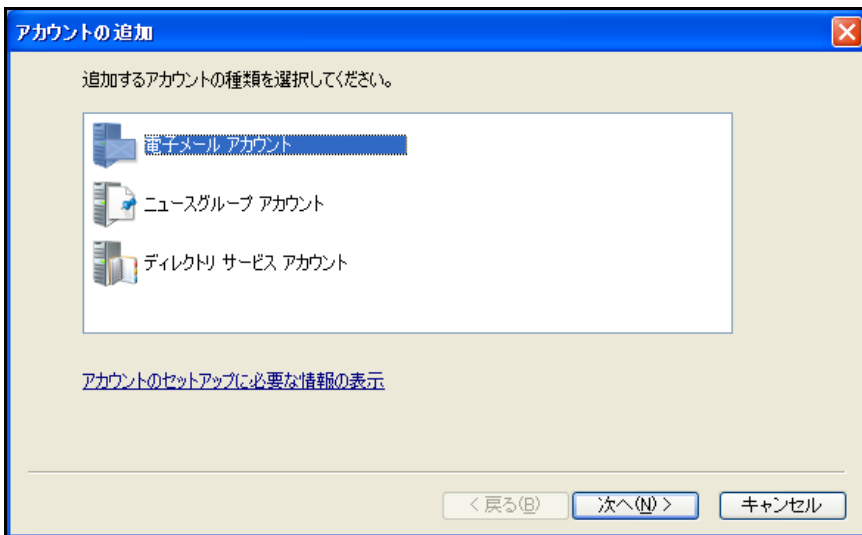 アカウントの追加
追加するアカウントの種類を選択してください。
電子メール アカウント
ニュースグループ アカウント
ディレクトリ サービス アカウント
アカウントのセットアップに必要な情報の表示
< 戻る(B)
次へ(N) >
キャンセル